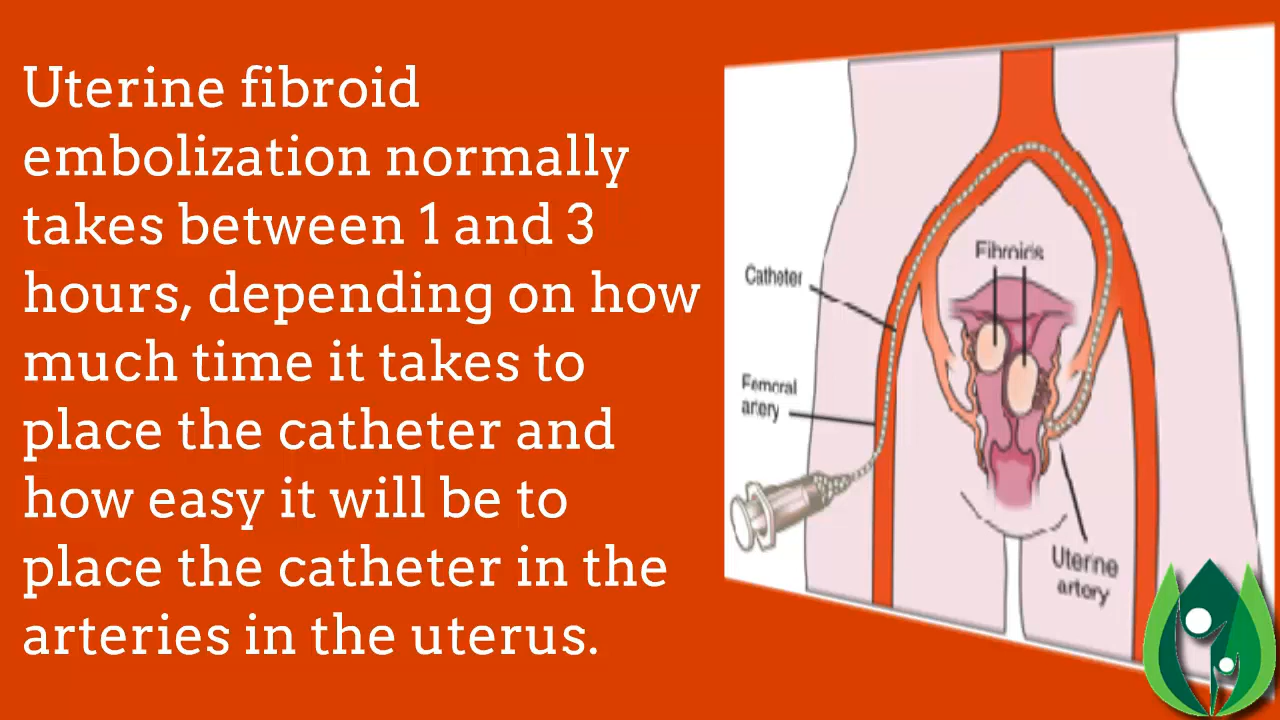 Uterine fibroid
embolization normally
takes between 1 and 3
hours, depending on how
much time it takes to
place the catheter and
how easy it will be to
place the catheter in the
arteries in the uterus.
Fibroids
Catheter
Femoral
artery
Uterine
artery